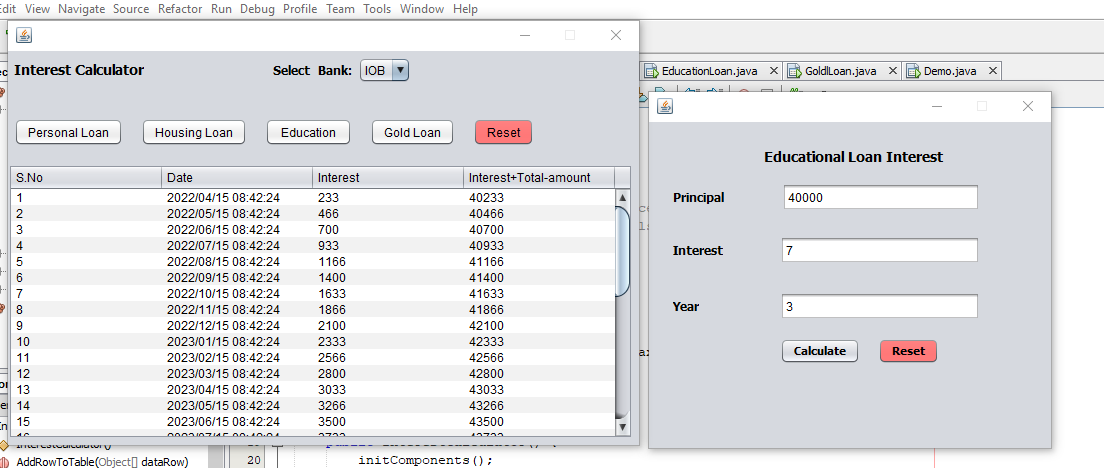 Edit View Navigate Source Refactor Run Debug Profile Team Tools Window Help
Interest Calculator Select Bank: IOB
Personal Loan Housing Loan Education Gold Loan Reset
S.No Date Interest Interest+Total-amount
1 2022/04/15 08:42:24 233 40233
2 2022/05/15 08:42:24 466 40466
3 2022/06/15 08:42:24 700 40700
4 2022/07/15 08:42:24 933 40933
5 2022/08/15 08:42:24 1166 41166
6 2022/09/15 08:42:24 1400 41400
7 2022/10/15 08:42:24 1633 41633
8 2022/11/15 08:42:24 1866 41866
9 2022/12/15 08:42:24 2100 42100
10 2023/01/15 08:42:24 2333 42333
11 2023/02/15 08:42:24 2566 42566
12 2023/03/15 08:42:24 2800 42800
13 2023/04/15 08:42:24 3033 43033
14 2023/05/15 08:42:24 3266 43266
15 2023/06/15 08:42:24 3500 43500
EducationLoan.java GoldlLoan.java Demo.java
Educational Loan Interest
Principal 40000
Interest 7
Year 3
Calculate Reset
AddRowToTable(Object[] dataRow)
20 initComponents();